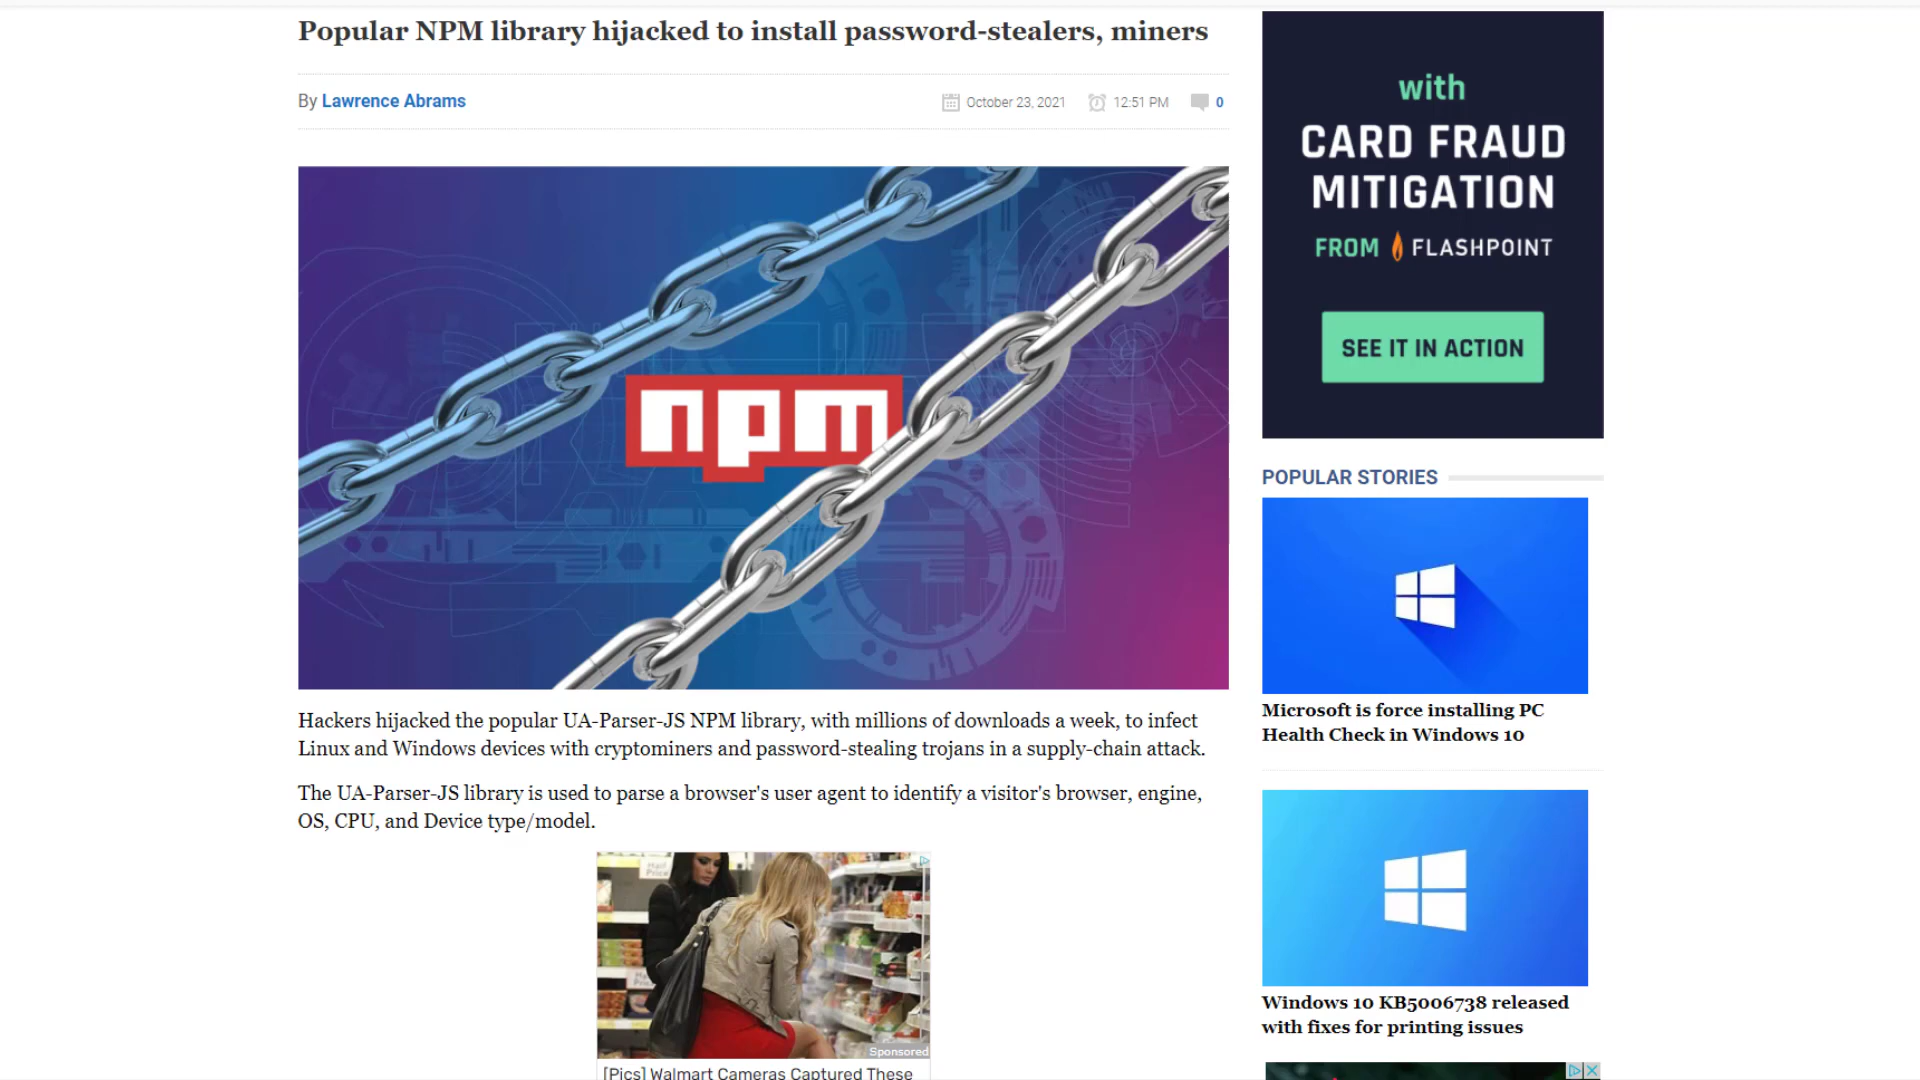 Popular NPM library hijacked to install password-stealers, miners
By Lawrence Abrams
October 23, 2021
12:51 PM
0
npm
Hackers hijacked the popular UA-Parser-JS NPM library, with millions of downloads a week, to infect
Linux and Windows devices with cryptominers and password-stealing trojans in a supply-chain attack.
The UA-Parser-JS library is used to parse a browser's user agent to identify a visitor's browser, engine,
OS, CPU, and Device type/model.
Half
Price
Sponsored
[Pics] Walmart Cameras Captured These
with
CARD FRAUD
MITIGATION
FROM FLASHPOINT
SEE IT IN ACTION
POPULAR STORIES
Microsoft is force installing PC
Health Check in Windows 10
Windows 10 KB5006738 released
with fixes for printing issues